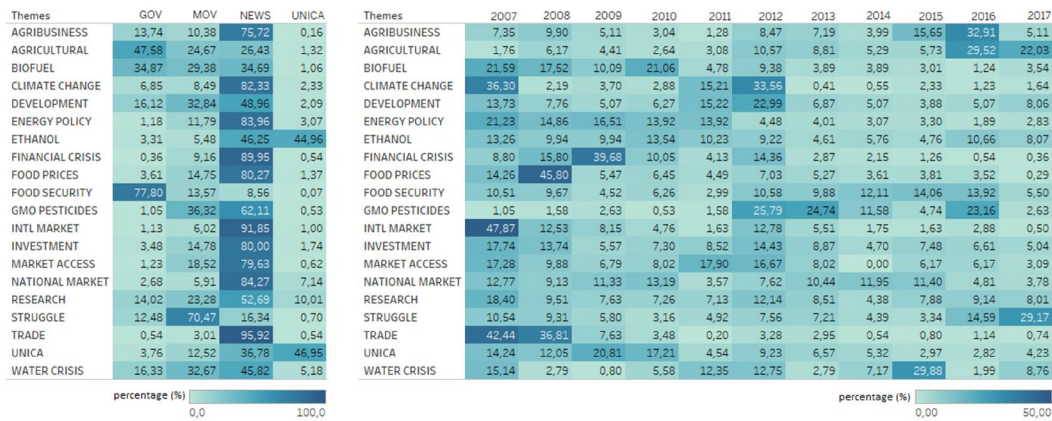 Themes GOV MOV NEWS UNICA
AGRIBUSINESS 13,74 10,38 75,72 0,16
AGRICULTURAL 47,58 24,67 26,43 1,32
BIOFUEL 34,87 29,38 34,69 1,06
CLIMATE CHANGE 6,85 8,49 82,33 2,33
DEVELOPMENT 16,12 32,84 48,96 2,09
ENERGY POLICY 1,18 11,79 83,96 3,07
ETHANOL 3,31 5,48 46,25 44,96
FINANCIAL CRISIS 0,36 9,16 89,95 0,54
FOOD PRICES 3,61 14,75 80,27 1,37
FOOD SECURITY 77,80 13,57 8,56 0,07
GMO PESTICIDES 1,05 36,32 62,11 0,53
INTL MARKET 1,13 6,02 91,85 1,00
INVESTMENT 3,48 14,78 80,00 1,74
MARKET ACCESS 1,23 18,52 79,63 0,62
NATIONAL MARKET 2,68 5,91 84,27 7,14
RESEARCH 14,02 23,28 52,69 10,01
STRUGGLE 12,48 70,47 16,34 0,70
TRADE 0,54 3,01 95,92 0,54
UNICA 3,76 12,52 36,78 46,95
WATER CRISIS 16,33 32,67 45,82 5,18
percentage (%)
0,0 100,0
Themes 2007 2008 2009 2010 2011 2012 2013 2014 2015 2016 2017
AGRIBUSINESS 7,35 9,90 5,11 3,04 1,28 8,47 7,19 3,99 15,65 32,91 5,11
AGRICULTURAL 1,76 6,17 4,41 2,64 3,08 10,57 8,81 5,29 5,73 29,52 22,03
BIOFUEL 21,59 17,52 10,09 21,06 4,78 9,38 3,89 3,89 3,01 1,24 3,54
CLIMATE CHANGE 36,30 2,19 3,70 2,88 15,21 33,56 0,41 0,55 2,33 1,23 1,64
DEVELOPMENT 13,73 7,76 5,07 6,27 15,22 22,99 6,87 5,07 3,88 5,07 8,06
ENERGY POLICY 21,23 14,86 16,51 13,92 13,92 4,48 4,01 3,07 3,30 1,89 2,83
ETHANOL 13,26 9,94 9,94 13,54 10,23 9,22 4,61 5,76 4,76 10,66 8,07
FINANCIAL CRISIS 8,80 15,80 39,68 10,05 4,13 14,36 2,87 2,15 1,26 0,54 0,36
FOOD PRICES 14,26 45,80 5,47 6,45 4,49 7,03 5,27 3,61 3,81 3,52 0,29
FOOD SECURITY 10,51 9,67 4,52 6,26 2,99 10,58 9,88 12,11 14,06 13,92 5,50
GMO PESTICIDES 1,05 1,58 2,63 0,53 1,58 25,79 24,74 11,58 4,74 23,16 2,63
INTL MARKET 47,87 12,53 8,15 4,76 1,63 12,78 5,51 1,75 1,63 2,88 0,50
INVESTMENT 17,74 13,74 5,57 7,30 8,52 14,43 8,87 4,70 7,48 6,61 5,04
MARKET ACCESS 17,28 9,88 6,79 8,02 17,90 16,67 8,02 0,00 6,17 6,17 3,09
NATIONAL MARKET 12,77 9,13 11,33 13,19 3,57 7,62 10,44 11,95 11,40 4,81 3,78
RESEARCH 18,40 9,51 7,63 7,26 7,13 12,14 8,51 4,38 7,88 9,14 8,01
STRUGGLE 10,54 9,31 5,80 3,16 4,92 7,56 7,21 4,39 3,34 14,59 29,17
TRADE 42,44 36,81 7,63 3,48 0,20 3,28 2,95 0,54 0,80 1,14 0,74
UNICA 14,24 12,05 20,81 17,21 4,54 9,23 6,57 5,32 2,97 2,82 4,23
WATER CRISIS 15,14 2,79 0,80 5,58 12,35 12,75 2,79 7,17 29,88 1,99 8,76
percentage (%)
0,00 50,00